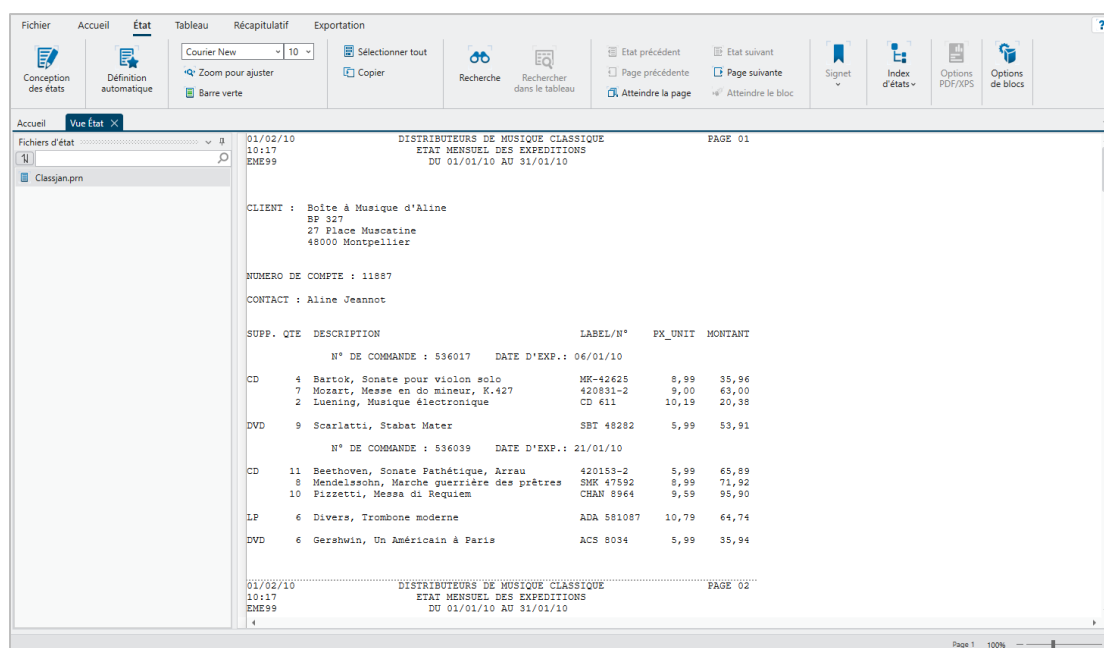 Fichier Accueil État Tableau Récapitulatif Exportation ?
Courier New 10 Sélectionner tout Etat précédent Etat suivant
Zoom pour ajuster Copier Page précédente Page suivante
Barre verte Atteindre la page Atteindre le bloc
Conception des états
Définition automatique
Recherche
Rechercher dans le tableau
Signet
Index d'états
Options PDF/XPS
Options de blocs
Accueil Vue État
Fichiers d'état
Classjan.prn
01/02/10 DISTRIBUTEURS DE MUSIQUE CLASSIQUE PAGE 01
10:17 ETAT MENSUEL DES EXPEDITIONS
EME99 DU 01/01/10 AU 31/01/10
CLIENT : Boîte à Musique d'Aline
BP 327
27 Place Muscatine
48000 Montpellier
NUMERO DE COMPTE : 11887
CONTACT : Aline Jeannot
SUPP. QTE DESCRIPTION LABEL/N° PX_UNIT MONTANT
N° DE COMMANDE : 536017 DATE D'EXP.: 06/01/10
CD 4 Bartok, Sonate pour violon solo MK-42625 8,99 35,96
7 Mozart, Messe en do mineur, K.427 420831-2 9,00 63,00
2 Luening, Musique électronique CD 611 10,19 20,38
DVD 9 Scarlatti, Stabat Mater SBT 48282 5,99 53,91
N° DE COMMANDE : 536039 DATE D'EXP.: 21/01/10
CD 11 Beethoven, Sonate Pathétique, Arrau 420153-2 5,99 65,89
8 Mendelssohn, Marche guerrière des prêtres SMK 47592 8,99 71,92
10 Pizzetti, Messa di Requiem CHAN 8964 9,59 95,90
LP 6 Divers, Trombone moderne ADA 581087 10,79 64,74
DVD 6 Gershwin, Un Américain à Paris ACS 8034 5,99 35,94
01/02/10 DISTRIBUTEURS DE MUSIQUE CLASSIQUE PAGE 02
10:17 ETAT MENSUEL DES EXPEDITIONS
EME99 DU 01/01/10 AU 31/01/10
Page 1 100%